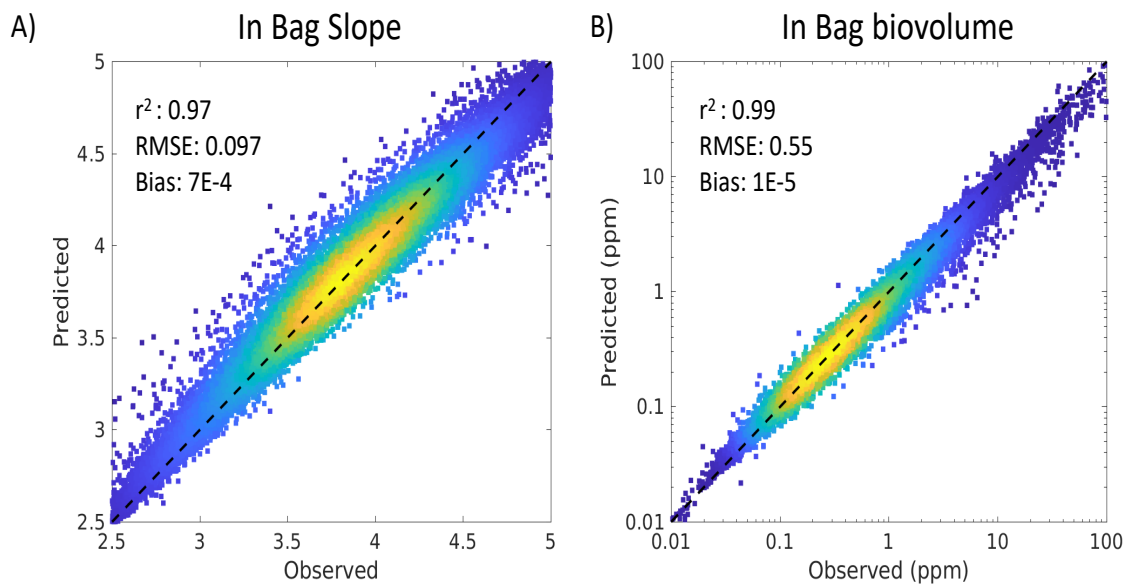 A)
In Bag Slope
5
4.5
4
3.5
3
2.5
Predicted
r² : 0.97
RMSE: 0.097
Bias: 7E-4
2.5 3 3.5 4 4.5 5
Observed
B)
In Bag biovolume
100
10
1
0.1
0.01
Predicted (ppm)
r² : 0.99
RMSE: 0.55
Bias: 1E-5
0.01 0.1 1 10 100
Observed (ppm)